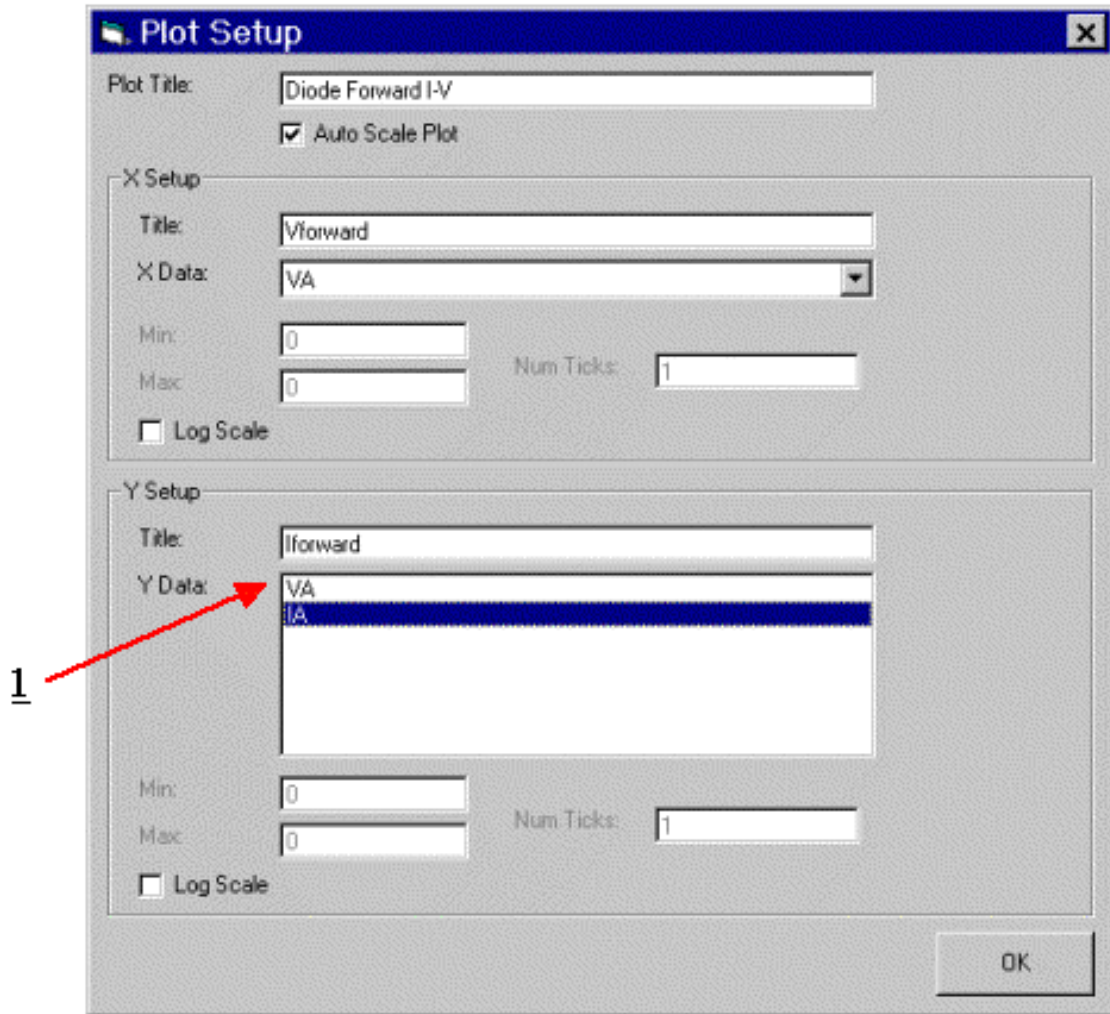 Plot Setup
Plot Title: Diode Forward I-V
Auto Scale Plot
X Setup
Title: Vforward
X Data: VA
Min: 0
Num Ticks: 1
Max: 0
Log Scale
Y Setup
Title: Iforward
Y Data: VA
IA
1
Min: 0
Num Ticks: 1
Max: 0
Log Scale
OK